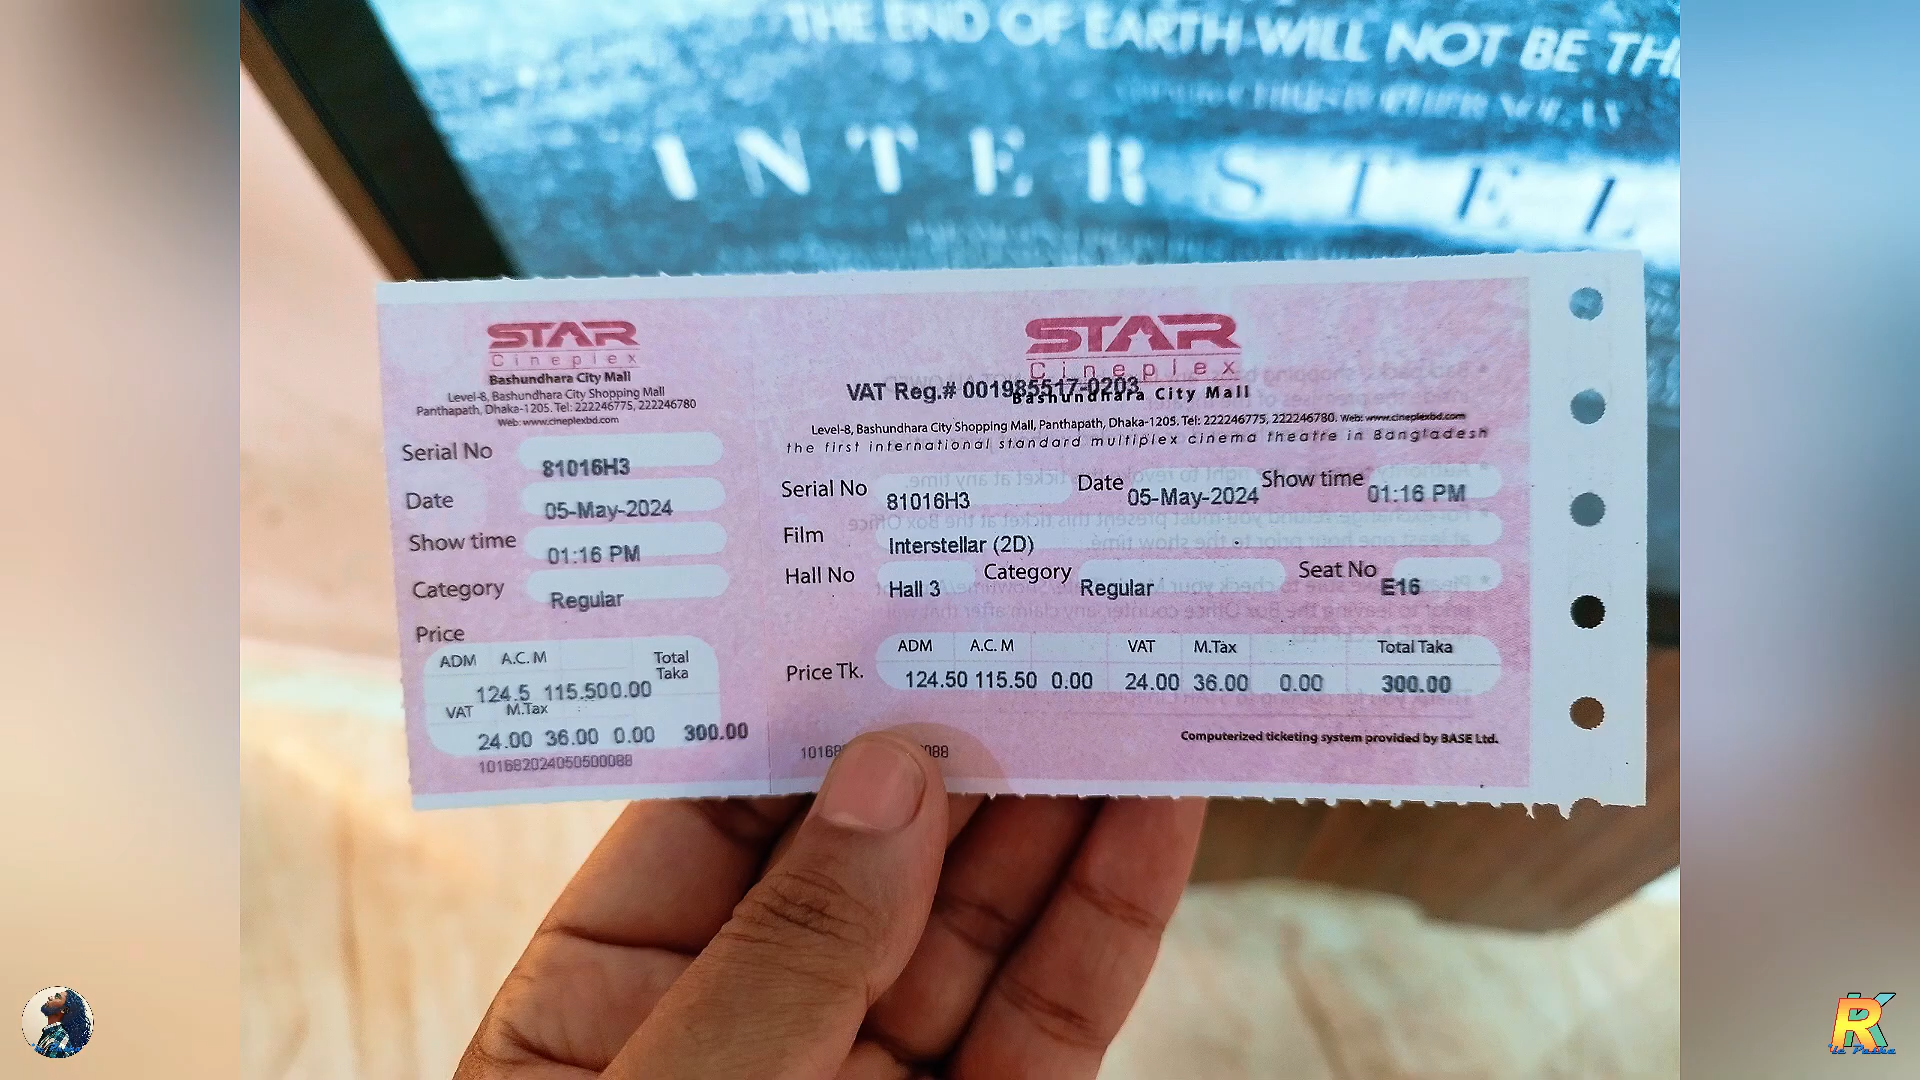 THE END OF EARTH WILL NOT BE TH
INTERSTEL
STAR
Cineplex
Bashundhara City Mall
Level-8, Bashundhara City Shopping Mall
Panthapath, Dhaka-1205. Tel: 222246775, 222246780
Web: www.cineplexbd.com
Serial No 81016H3
Date 05-May-2024
Show time 01:16 PM
Category Regular
Price
ADM A.C.M Total Taka
124.5 115.50 0.00
VAT M.Tax
24.00 36.00 0.00 300.00
101682024050500088
STAR
Cineplex
VAT Reg.# 001985517-0203
Bashundhara City Mall
Level-8, Bashundhara City Shopping Mall, Panthapath, Dhaka-1205. Tel: 222246775, 222246780. Web: www.cineplexbd.com
the first international standard multiplex cinema theatre in Bangladesh
Serial No 81016H3 Date 05-May-2024 Show time 01:16 PM
Film Interstellar (2D)
Hall No Hall 3 Category Regular Seat No E16
ADM A.C.M VAT M.Tax Total Taka
Price Tk. 124.50 115.50 0.00 24.00 36.00 0.00 300.00
Computerized ticketing system provided by BASE Ltd.
10168 088
R